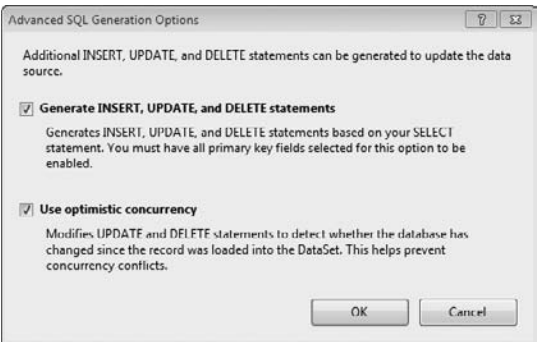 Advanced SQL Generation Options
Additional INSERT, UPDATE, and DELETE statements can be generated to update the data
source.
Generate INSERT, UPDATE, and DELETE statements
Generates INSERT, UPDATE, and DELETE statements based on your SELECT
statement. You must have all primary key fields selected for this option to be
enabled.
Use optimistic concurrency
Modifies UPDATE and DELETE statements to detect whether the database has
changed since the record was loaded into the DataSet. This helps prevent
concurrency conflicts.
OK Cancel